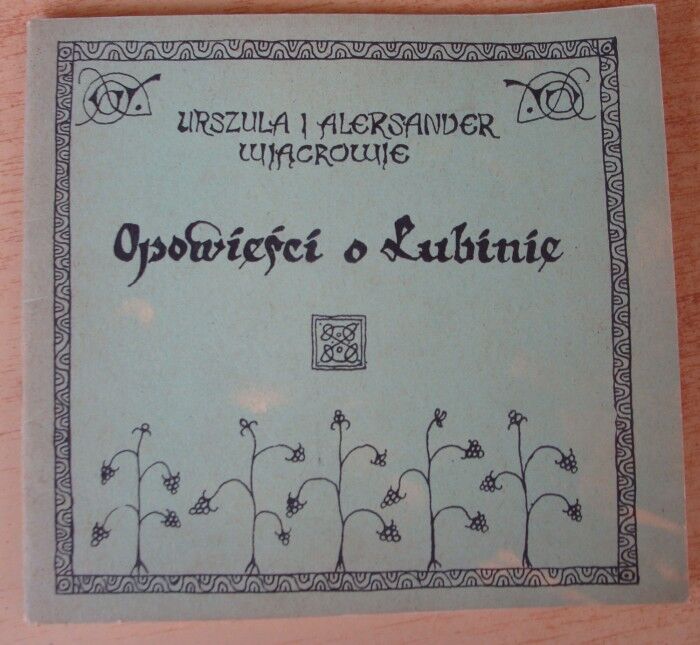 URSZULA I ALEKSANDER
WIĄCKOWIE
Opowieści o Lubinie